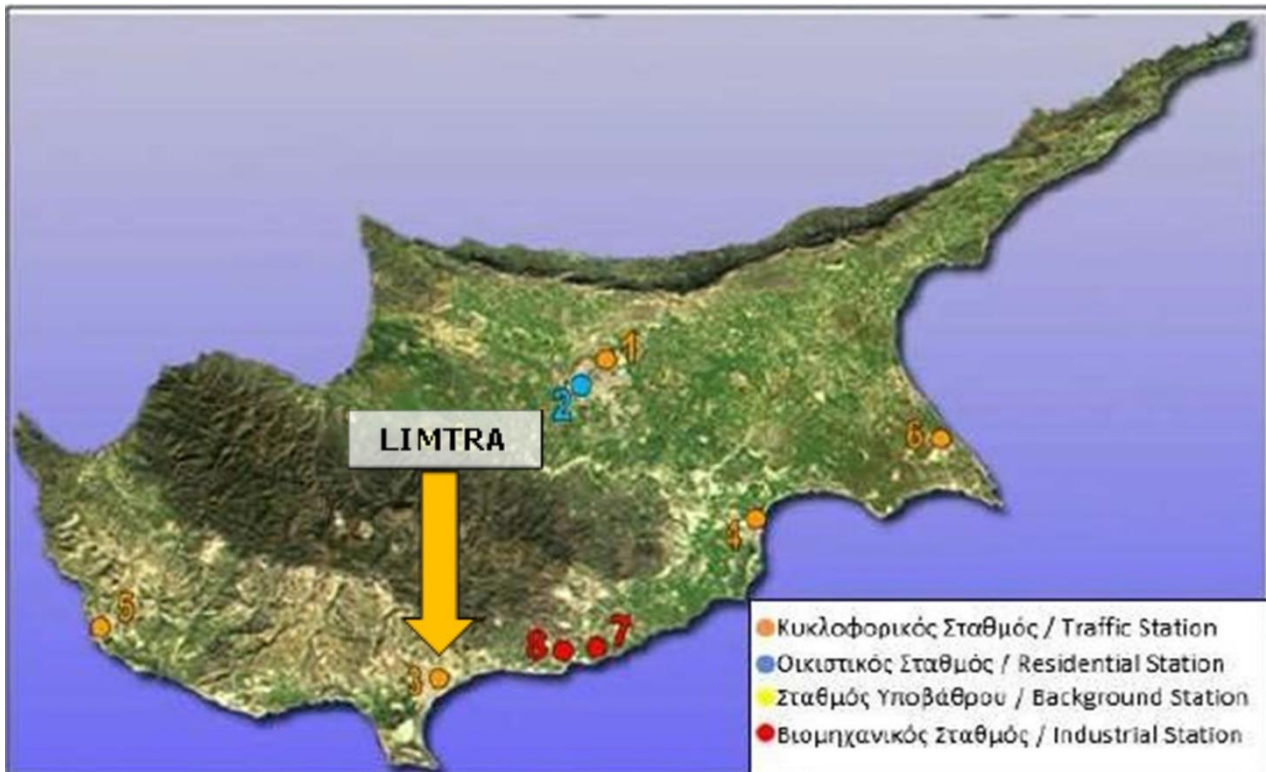 1
2
LIMTRA
6
4
5
8 7
3
Κυκλοφορικός Σταθμός / Traffic Station
Οικιστικός Σταθμός / Residential Station
Σταθμός Υποβάθρου / Background Station
Βιομηχανικός Σταθμός / Industrial Station